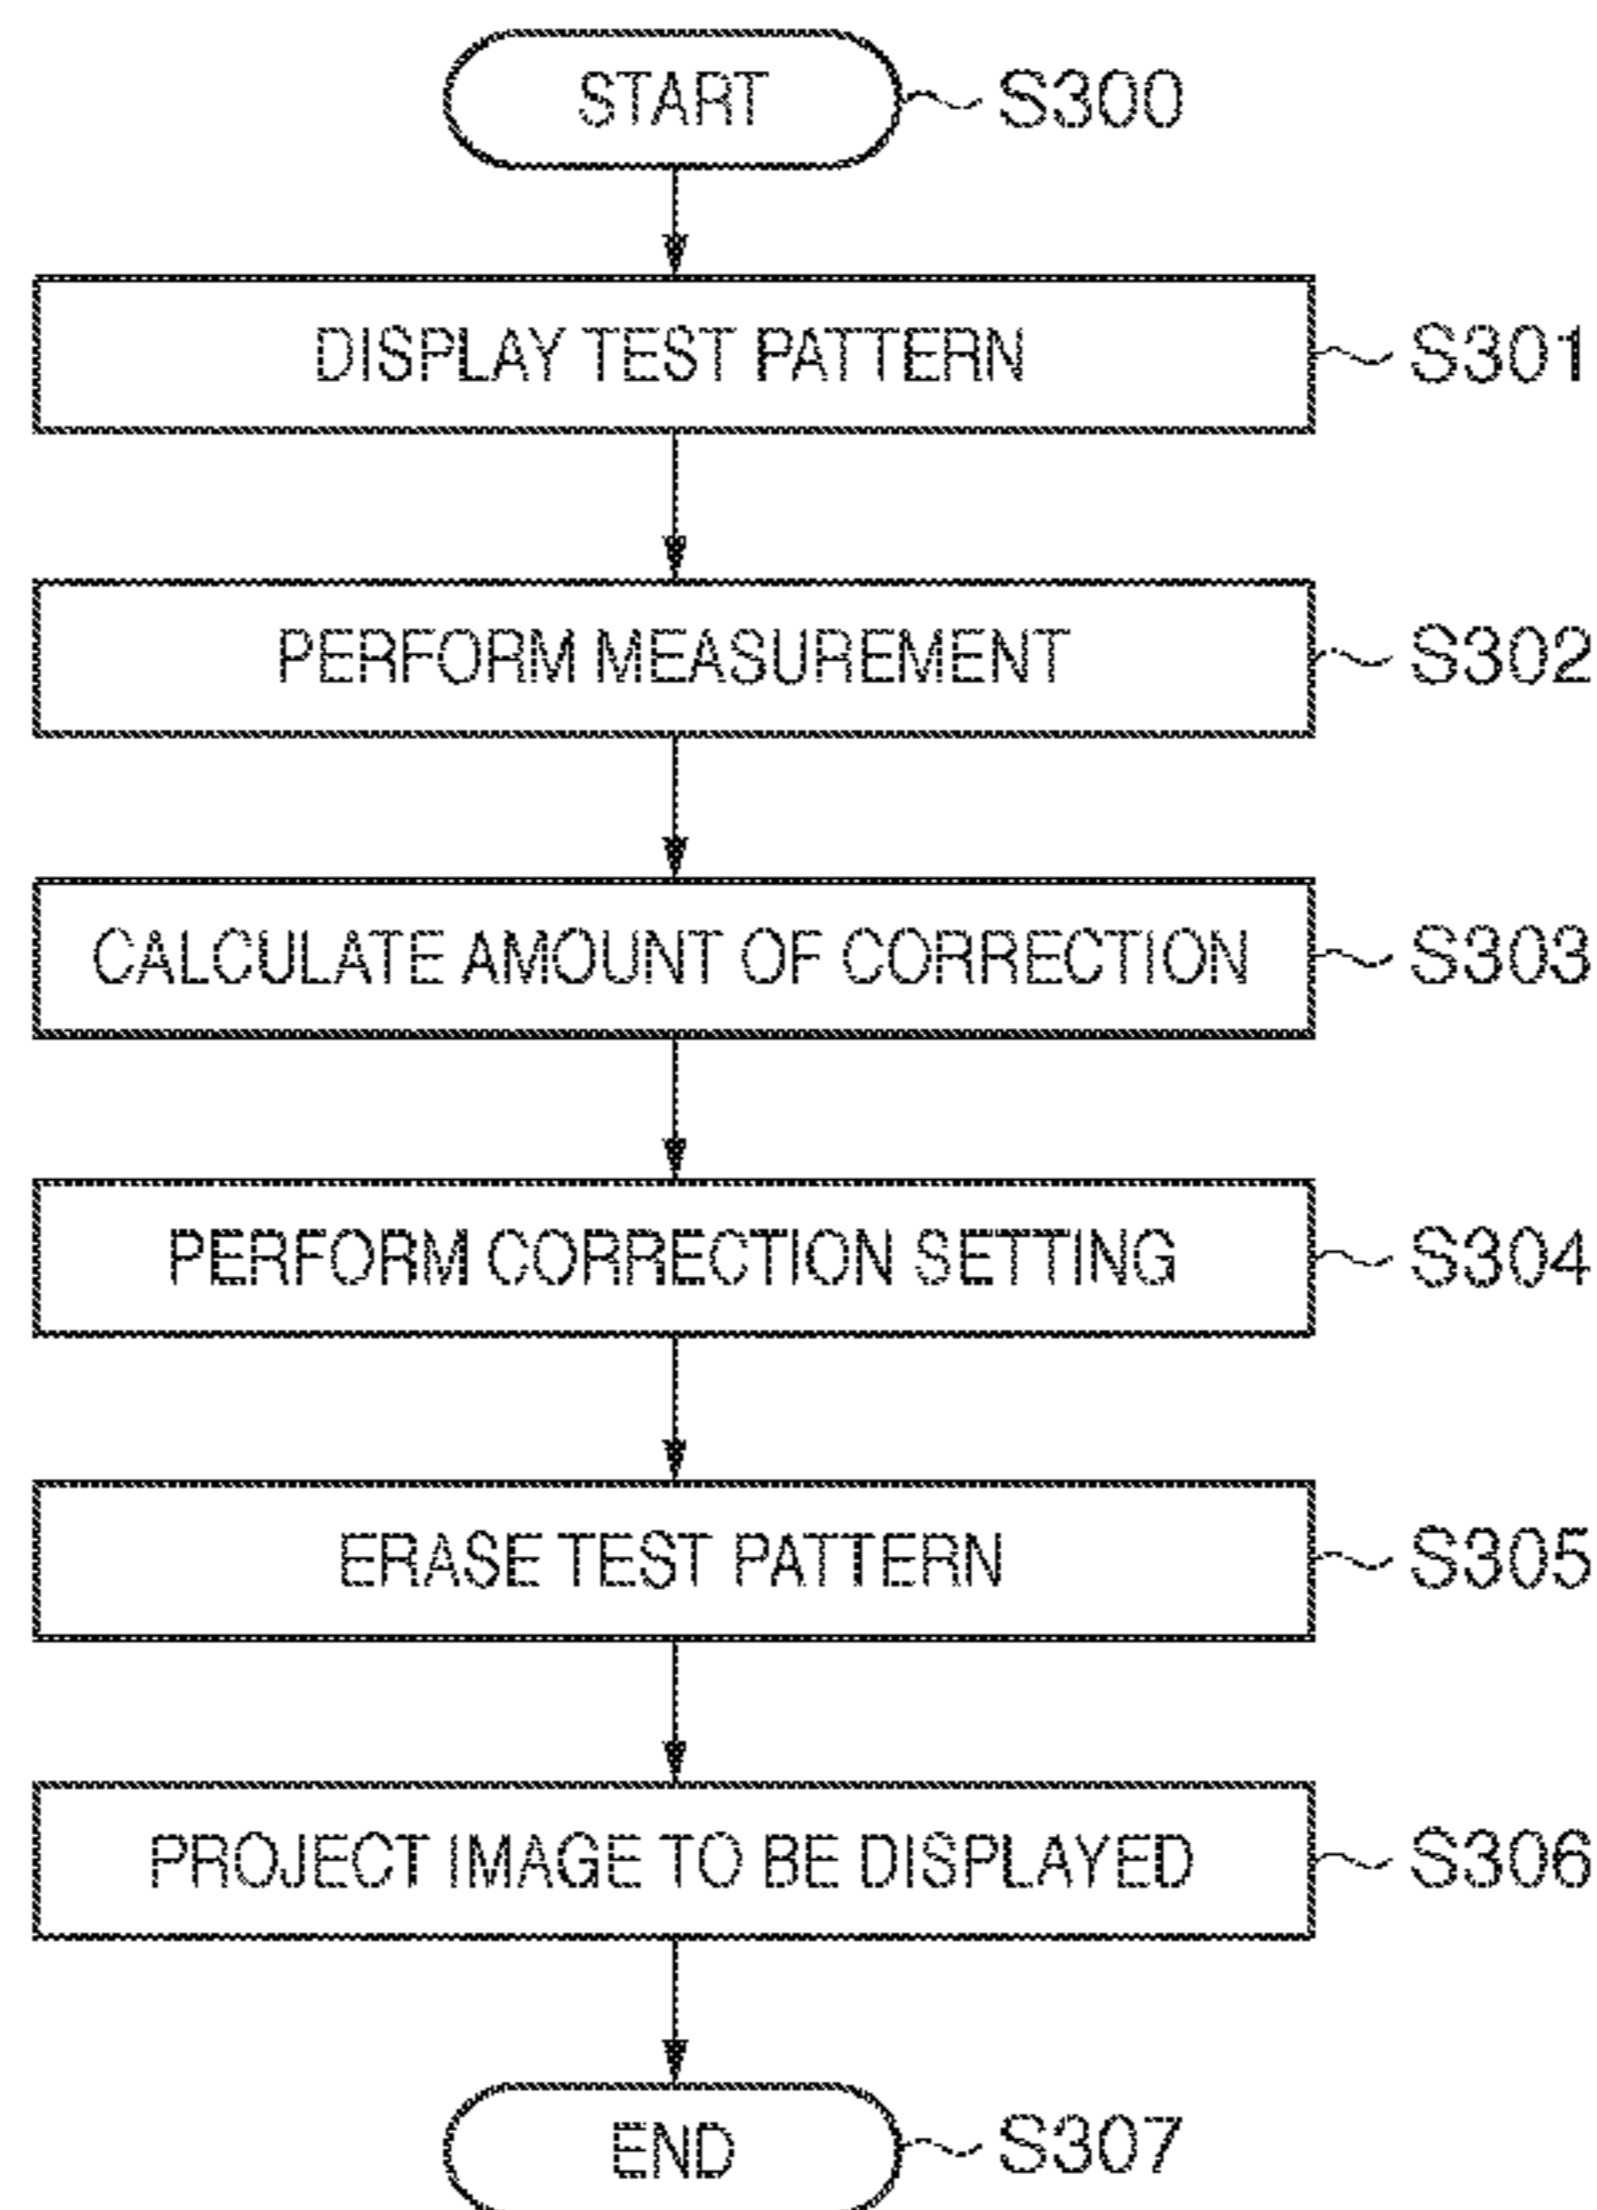 START S300
DISPLAY TEST PATTERN S301
PERFORM MEASUREMENT S302
CALCULATE AMOUNT OF CORRECTION S303
PERFORM CORRECTION SETTING S304
ERASE TEST PATTERN S305
PROJECT IMAGE TO BE DISPLAYED S306
END S307